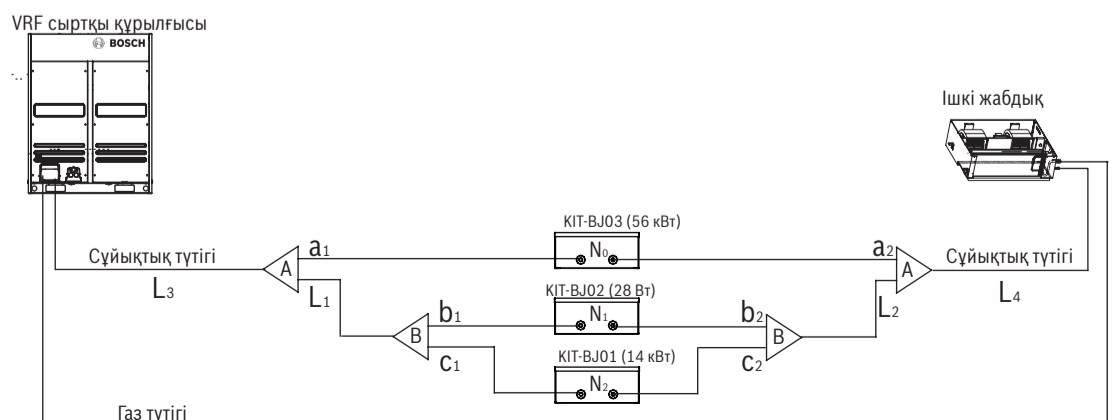 VRF сыртқы құрылғысы
BOSCH
Ішкі жабдық
KIT-BJ03 (56 кВт)
N0
a1
a2
Сұйықтық түтігі
A
A
Сұйықтық түтігі
L3
L1
L2
L4
KIT-BJ02 (28 Вт)
N1
b1
b2
B
B
c1
c2
KIT-BJ01 (14 кВт)
N2
Газ түтігі